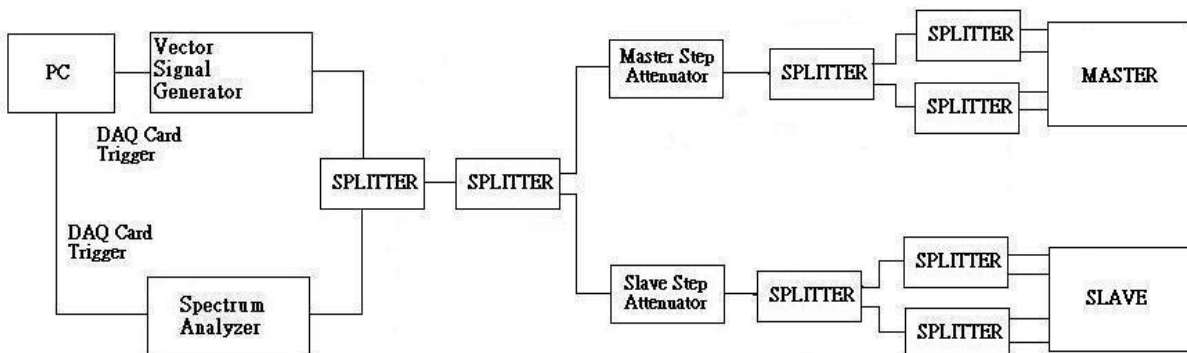 PC
Vector
Signal
Generator
DAQ Card
Trigger
DAQ Card
Trigger
Spectrum
Analyzer
SPLITTER
SPLITTER
Master Step
Attenuator
SPLITTER
SPLITTER
SPLITTER
MASTER
Slave Step
Attenuator
SPLITTER
SPLITTER
SPLITTER
SLAVE